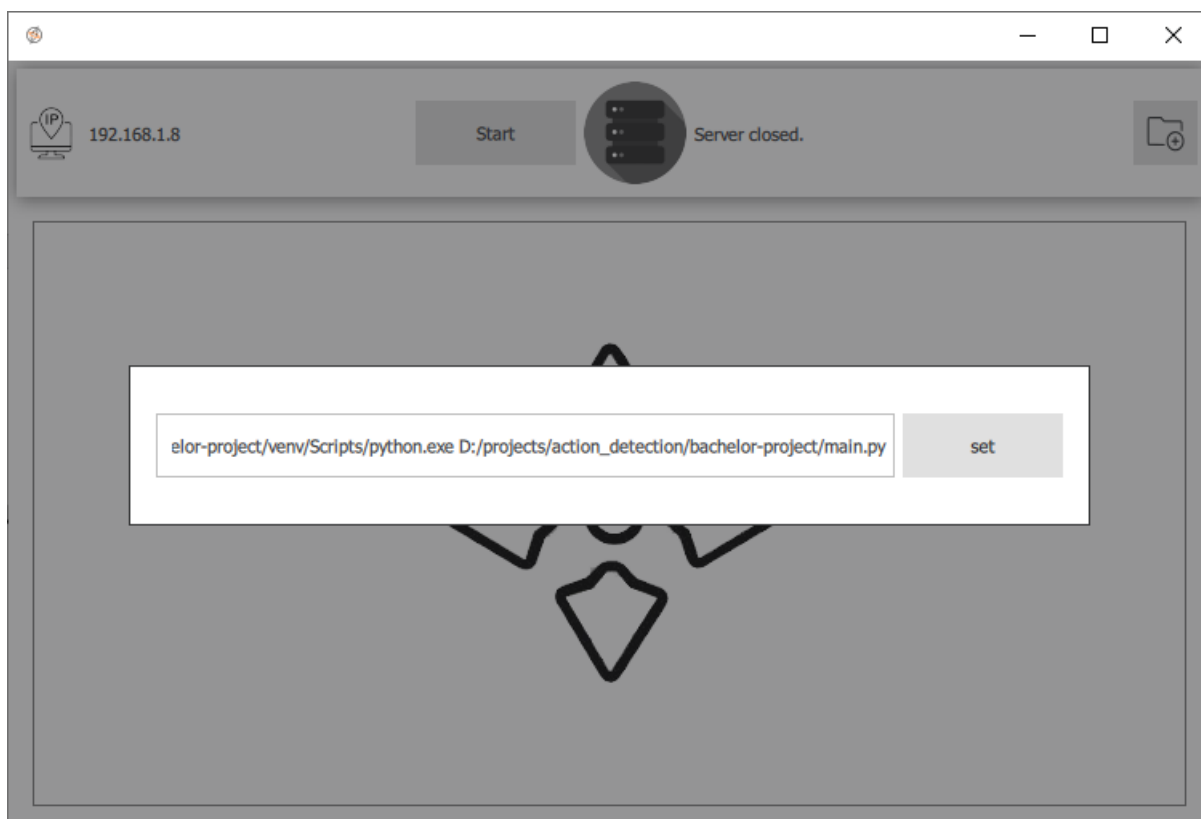 IP
192.168.1.8
Start
Server closed.
elor-project/venv/Scripts/python.exe D:/projects/action_detection/bachelor-project/main.py
set